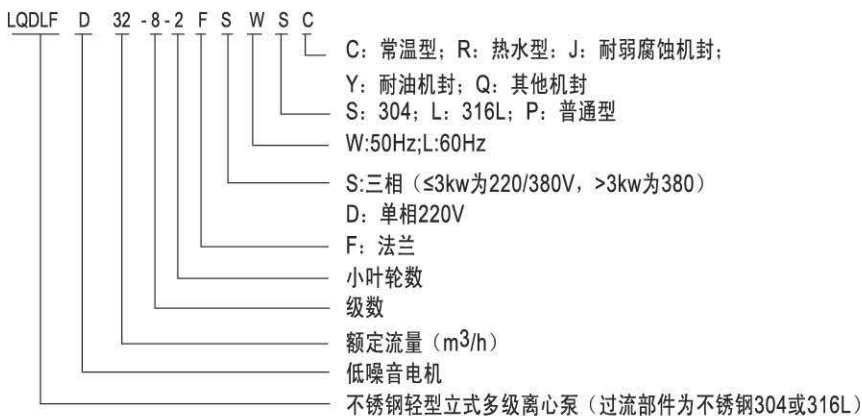 LQDLF D 32 -8-2 F S W S C
C：常温型；R：热水型：J：耐弱腐蚀机封；
Y：耐油机封；Q：其他机封
S：304；L：316L；P：普通型
W:50Hz;L:60Hz
S:三相（≤3kw为220/380V，>3kw为380）
D：单相220V
F：法兰
小叶轮数
级数
额定流量（m³/h）
低噪音电机
不锈钢轻型立式多级离心泵（过流部件为不锈钢304或316L）